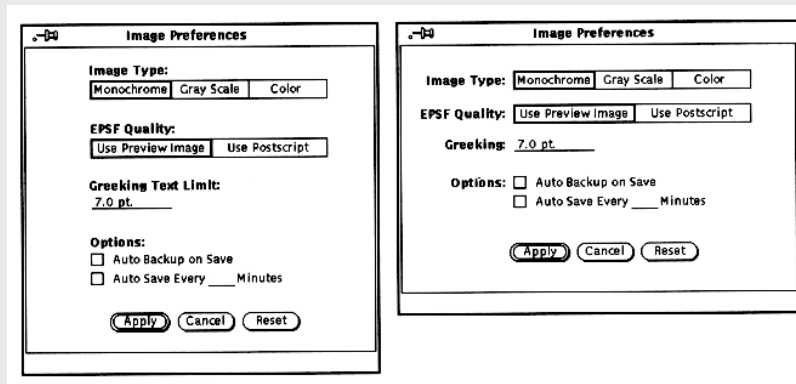 Image Preferences
Image Type:
Monochrome Gray Scale Color
EPSF Quality:
Use Preview Image Use Postscript
Greeking Text Limit:
7.0 pt.
Options:
Auto Backup on Save
Auto Save Every ____ Minutes
Apply Cancel Reset
Image Preferences
Image Type: Monochrome Gray Scale Color
EPSF Quality: Use Preview Image Use Postscript
Greeking: 7.0 pt.
Options: Auto Backup on Save
Auto Save Every ____ Minutes
Apply Cancel Reset